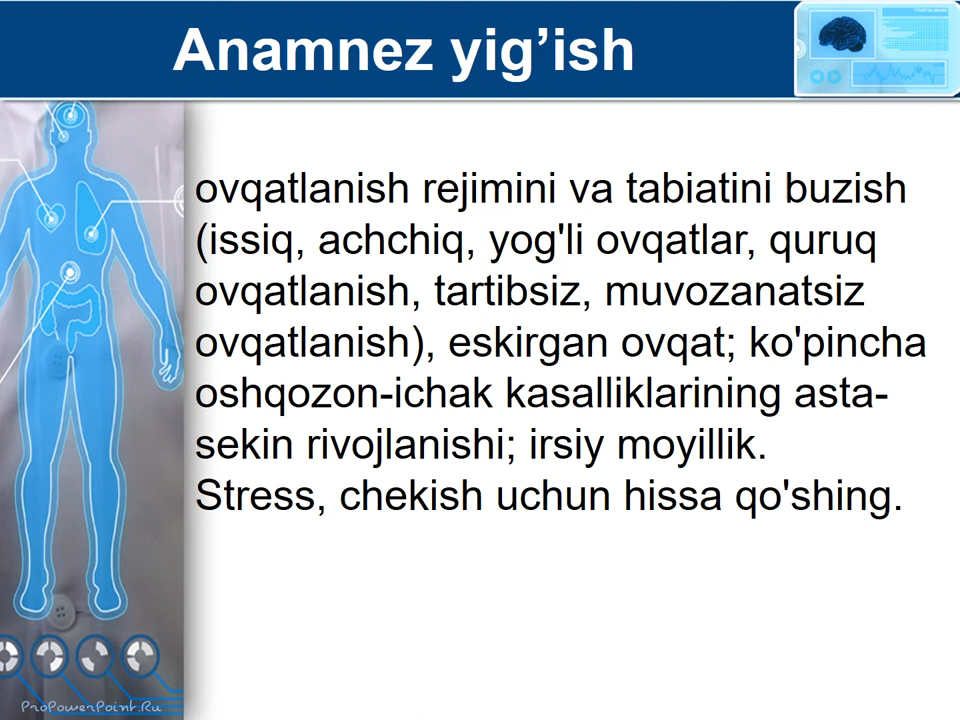 Anamnez yig’ish
ovqatlanish rejimini va tabiatini buzish
(issiq, achchiq, yog'li ovqatlar, quruq
ovqatlanish, tartibsiz, muvozanatsiz
ovqatlanish), eskirgan ovqat; ko'pincha
oshqozon-ichak kasalliklarining asta-
sekin rivojlanishi; irsiy moyillik.
Stress, chekish uchun hissa qo'shing.
ProPowerPoint.Ru